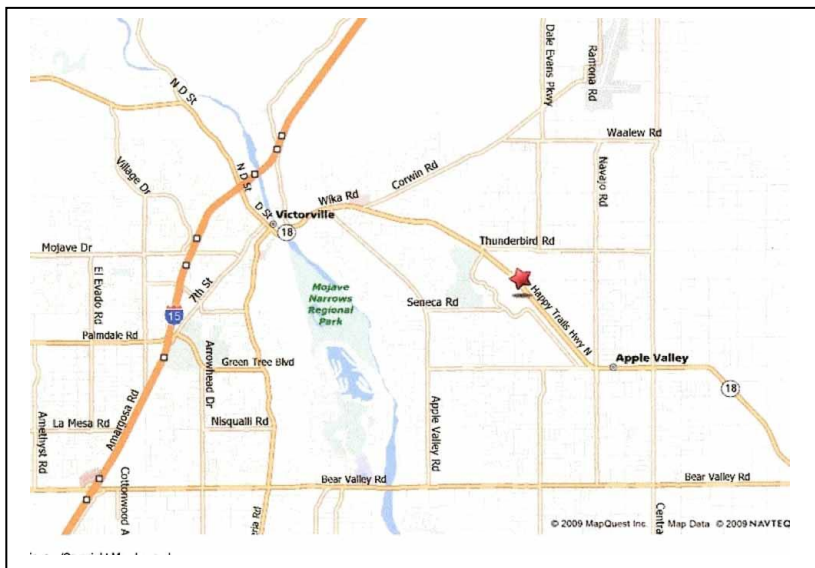 N D St
Dale Evans Pkwy
Ramona Rd
Waalew Rd
Village Dr
N D St
Corwin Rd
Navajo Rd
Wika Rd
D St
Victorville
18
Thunderbird Rd
Mojave Dr
El Evado Rd
7th St
Mojave
Narrows
Regional
Park
Seneca Rd
Happy Trails Hwy N
15
Palmdale Rd
Green Tree Blvd
Apple Valley
18
Arrowhead Dr
Amargosa Rd
La Mesa Rd
Nisqualli Rd
Apple Valley Rd
Amethyst Rd
Cottonwood A
Bear Valley Rd
Bear Valley Rd
eria Rd
Centra
© 2009 MapQuest Inc.
Map Data © 2009 NAVTEQ